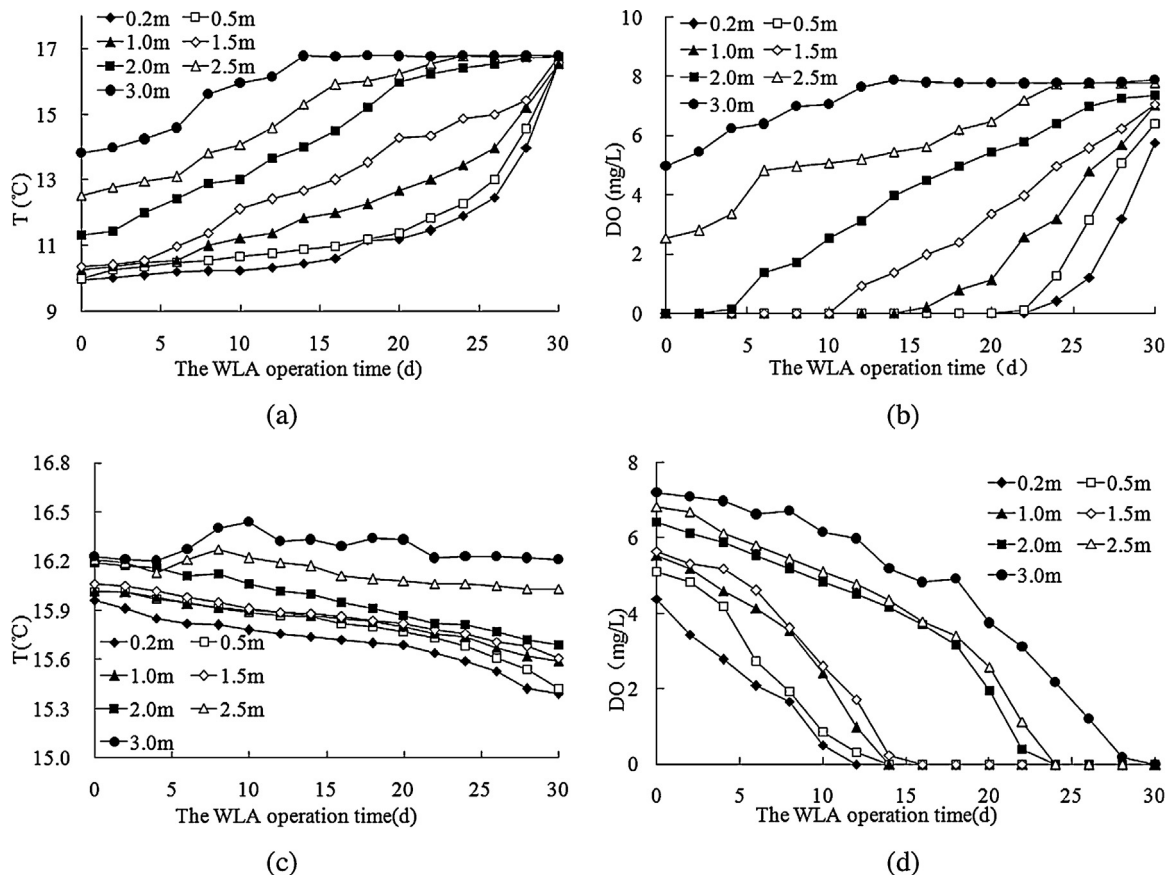 0.2m 0.5m
1.0m 1.5m
2.0m 2.5m
3.0m
T (℃)
17
15
13
11
9
0 5 10 15 20 25 30
The WLA operation time (d)
(a)
0.2m 0.5m
1.0m 1.5m
2.0m 2.5m
3.0m
DO (mg/L)
10
8
6
4
2
0
0 5 10 15 20 25 30
The WLA operation time（d）
(b)
T(℃)
16.8
16.5
16.2
15.9
15.6
15.3
15.0
0.2m 0.5m
1.0m 1.5m
2.0m 2.5m
3.0m
0 5 10 15 20 25 30
The WLA operation time(d)
(c)
DO（mg/L）
8
6
4
2
0
0.2m 0.5m
1.0m 1.5m
2.0m 2.5m
3.0m
0 5 10 15 20 25 30
The WLA operation time(d)
(d)